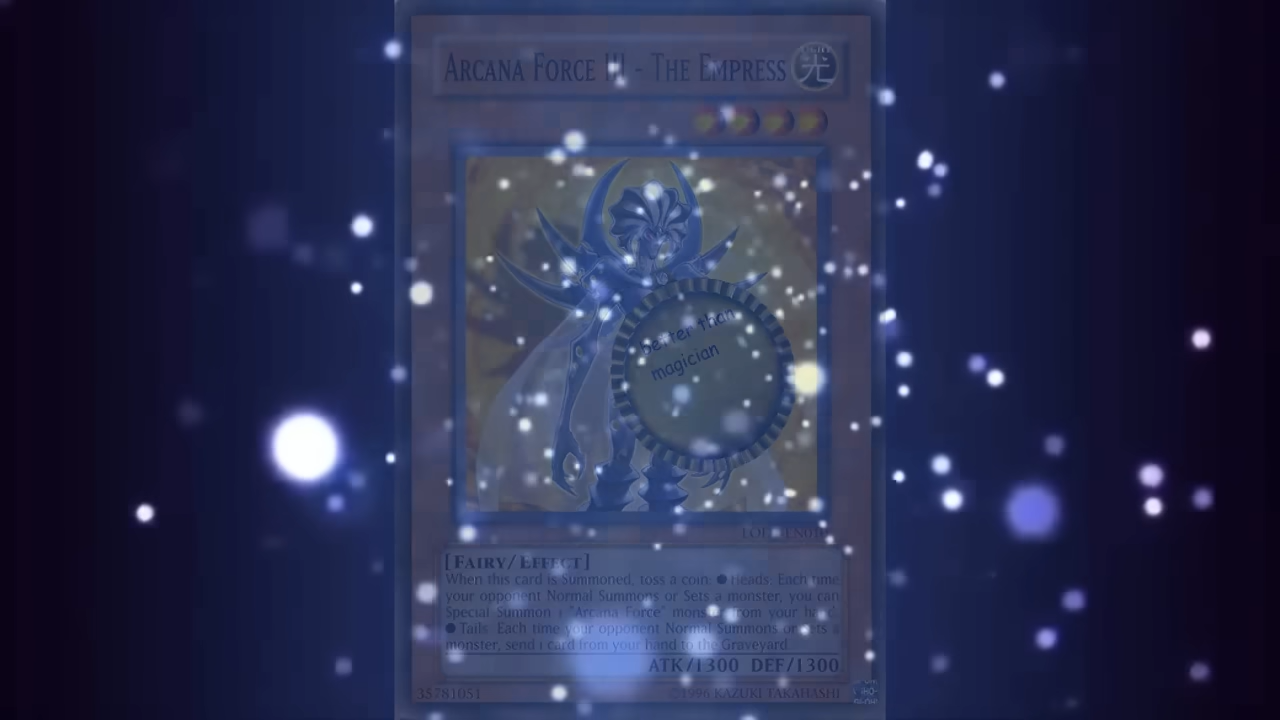 ARCANA FORCE III - THE EMPRESS
LIGHT
光
better than
magician
[FAIRY/EFFECT]
When this card is Summoned, toss a coin: ● Heads: Each time
your opponent Normal Summons or Sets a monster, you can
Special Summon 1 "Arcana Force" monster from your hand.
● Tails: Each time your opponent Normal Summons or Sets a
monster, send 1 card from your hand to the Graveyard.
ATK/1300 DEF/1300
35781051
©1996 KAZUKI TAKAHASHI